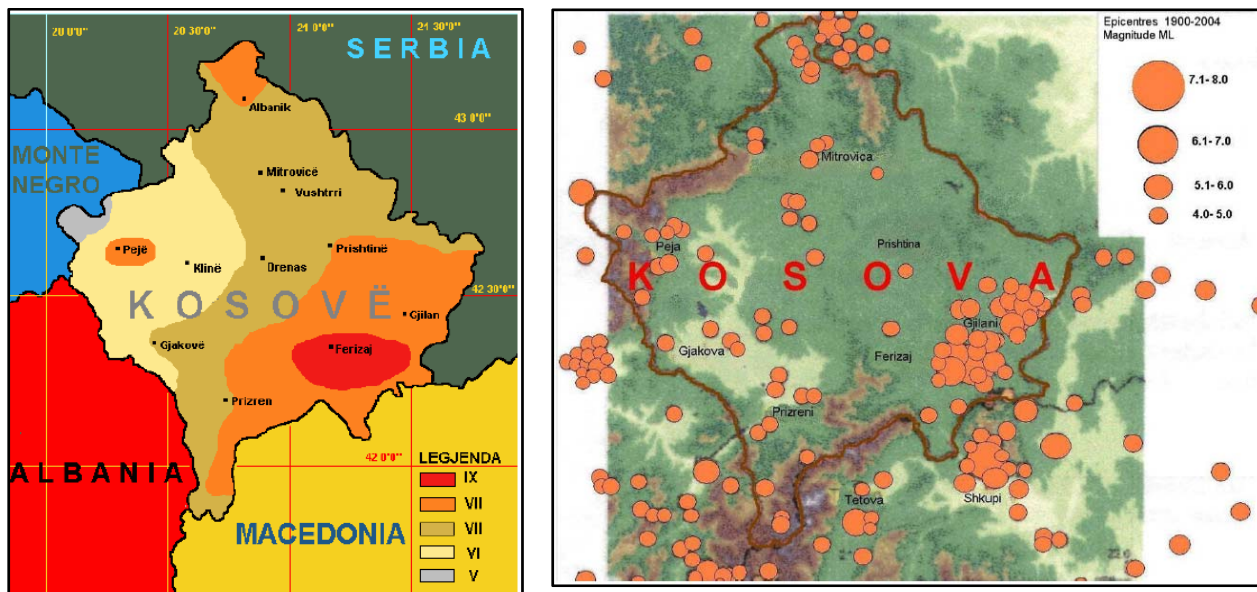 20 0'0"
20 30'0"
21 0'0"
21 30'0"
SERBIA
Albanik
43 0'0"
MONTE
NEGRO
Mitrovicë
Vushtrri
Pejë
Prishtinë
Klinë
Drenas
KOSOVË
42 30'0"
Gjilan
Gjakovë
Ferizaj
Prizren
ALBANIA
42 0'0"
MACEDONIA
LEGJENDA
IX
VII
VII
VI
V
Epicentres 1900-2004
Magnitude ML
7.1- 8.0
6.1- 7.0
5.1- 6.0
4.0- 5.0
Mitrovica
Peja
Prishtina
KOSOVA
Gjilani
Gjakova
Ferizaj
Prizreni
Tetova
Shkupi